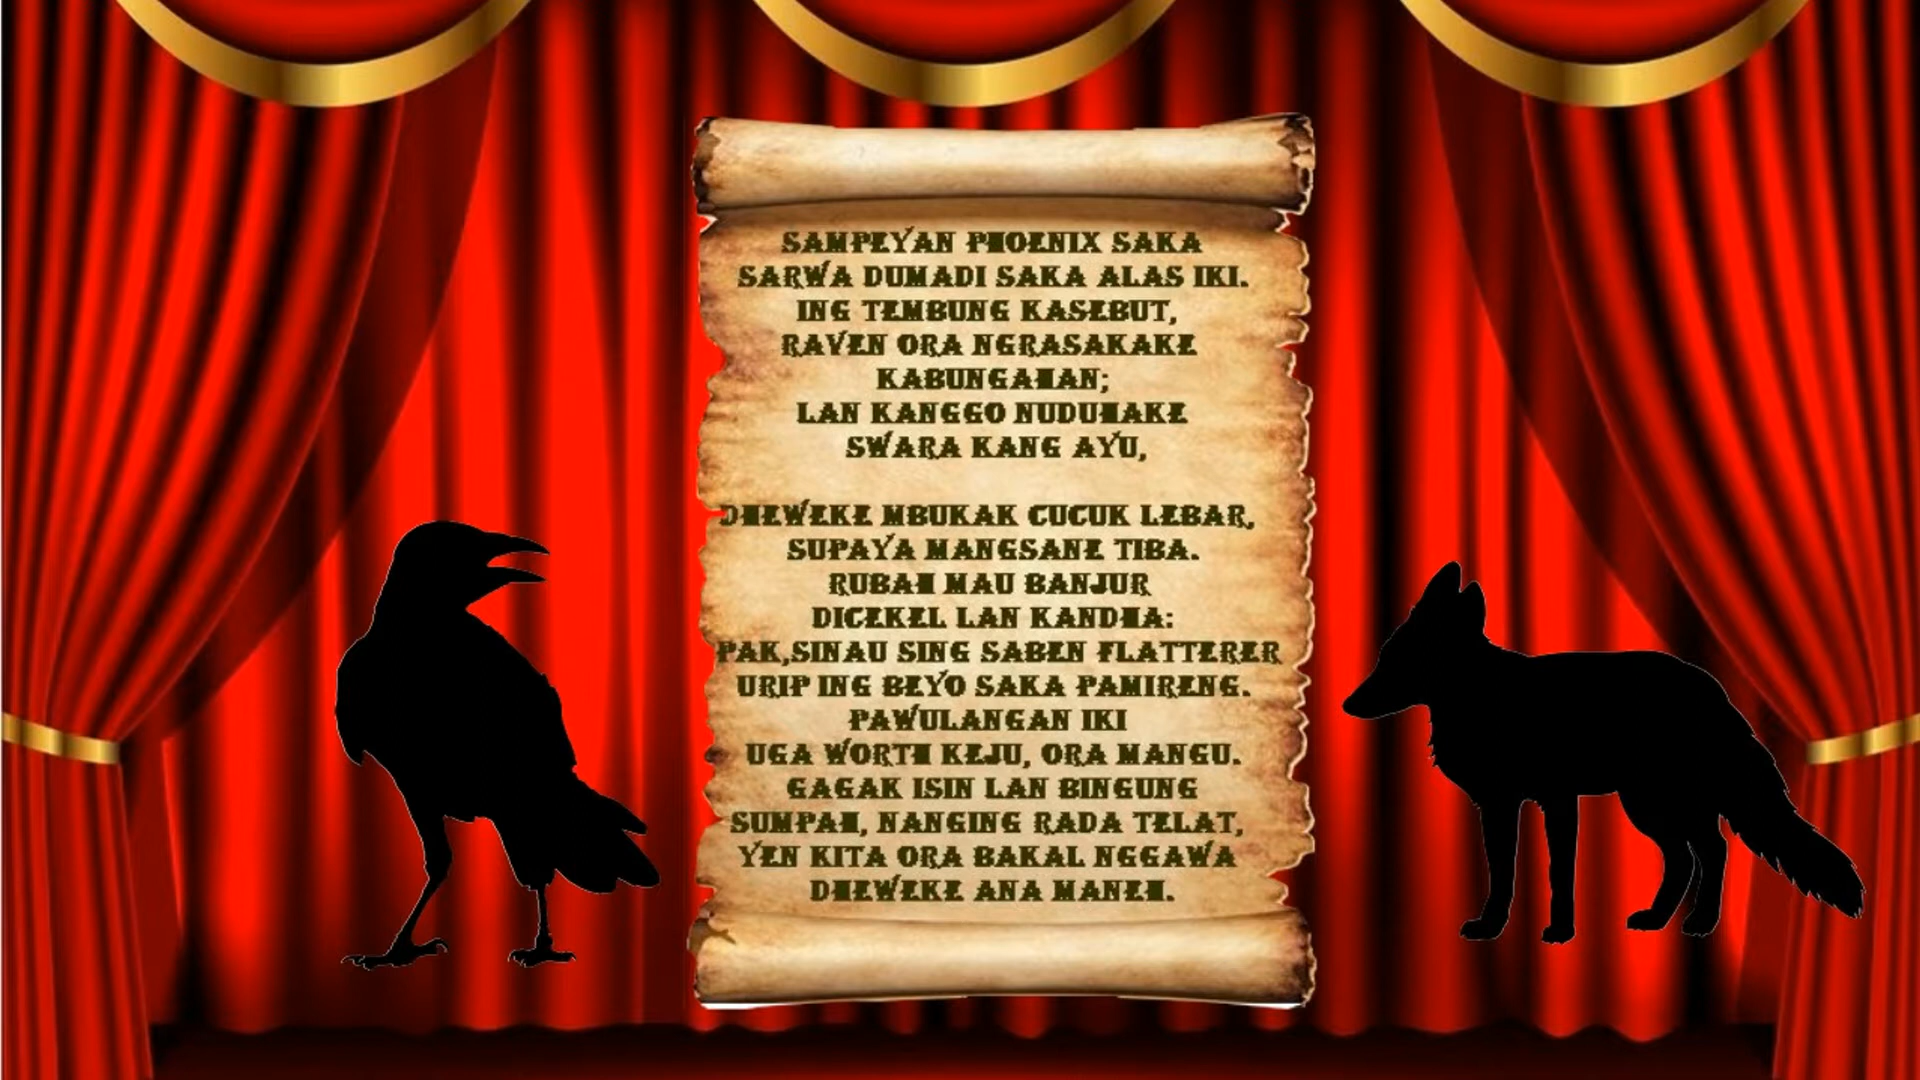 SAMPEYAN PHOENIX SAKA
SARWA DUMADI SAKA ALAS IKI.
ING TEMBUNG KASEBUT,
RAVEN ORA NGRASAKAKE
KABUNGAHAN;
LAN KANGGO NUDUHAKE
SWARA KANG AYU,
DHEWEKE MBUKAK CUCUK LEBAR,
SUPAYA MANGSANE TIBA.
RUBAH MAU BANJUR
DICEKEL LAN KANDHA:
PAK,SINAU SING SABEN FLATTERER
URIP ING BEYO SAKA PAMIRENG.
PAWULANGAN IKI
UGA WORTH KEJU, ORA MANGU.
GAGAK ISIN LAN BINGUNG
SUMPAH, NANGING RADA TELAT,
YEN KITA ORA BAKAL NGGAWA
DHEWEKE ANA MANEH.